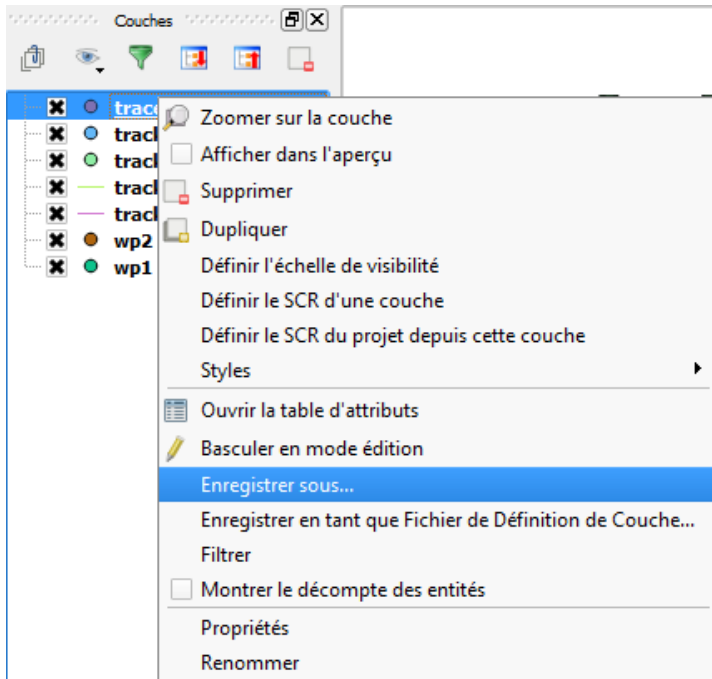 Couches
trace
track
track
track
track
wp2
wp1
Zoomer sur la couche
Afficher dans l'aperçu
Supprimer
Dupliquer
Définir l'échelle de visibilité
Définir le SCR d'une couche
Définir le SCR du projet depuis cette couche
Styles
Ouvrir la table d'attributs
Basculer en mode édition
Enregistrer sous...
Enregistrer en tant que Fichier de Définition de Couche...
Filtrer
Montrer le décompte des entités
Propriétés
Renommer